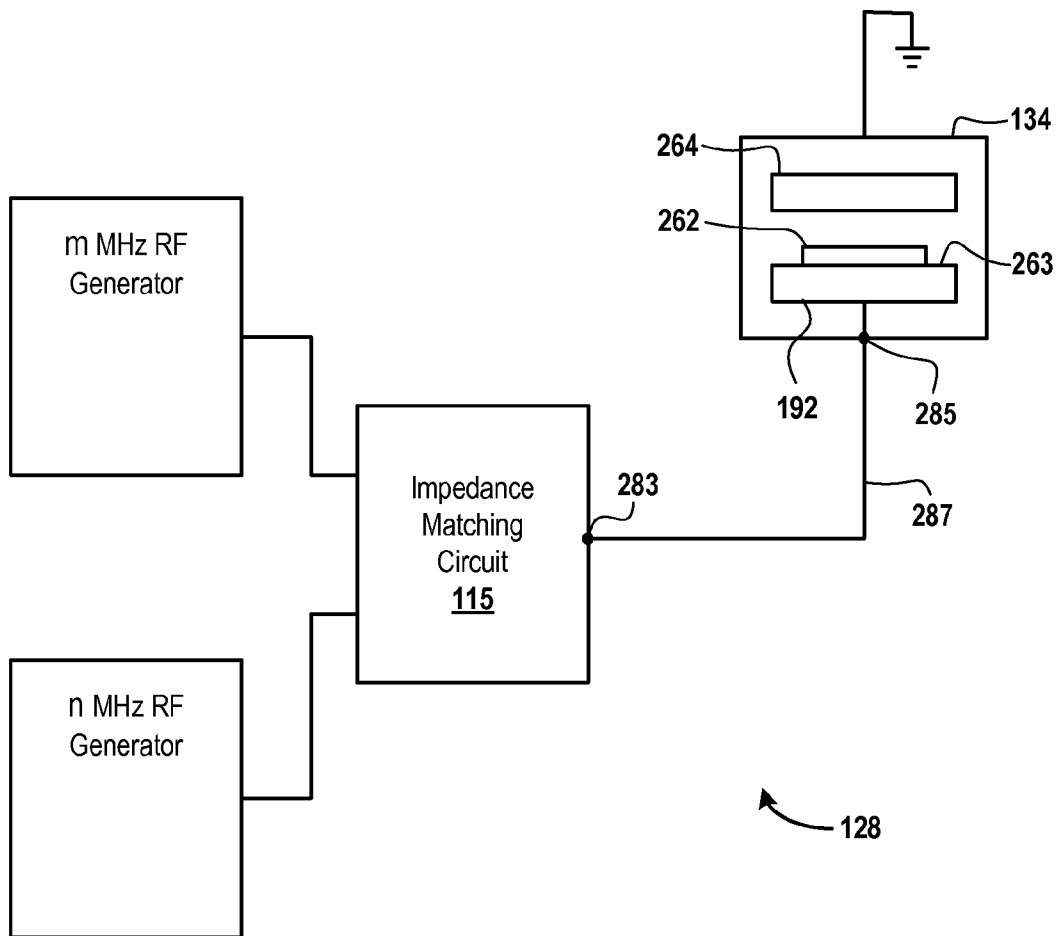 134
264
262
263
192
285
m MHz RF
Generator
Impedance
Matching
Circuit
115
283
287
n MHz RF
Generator
128